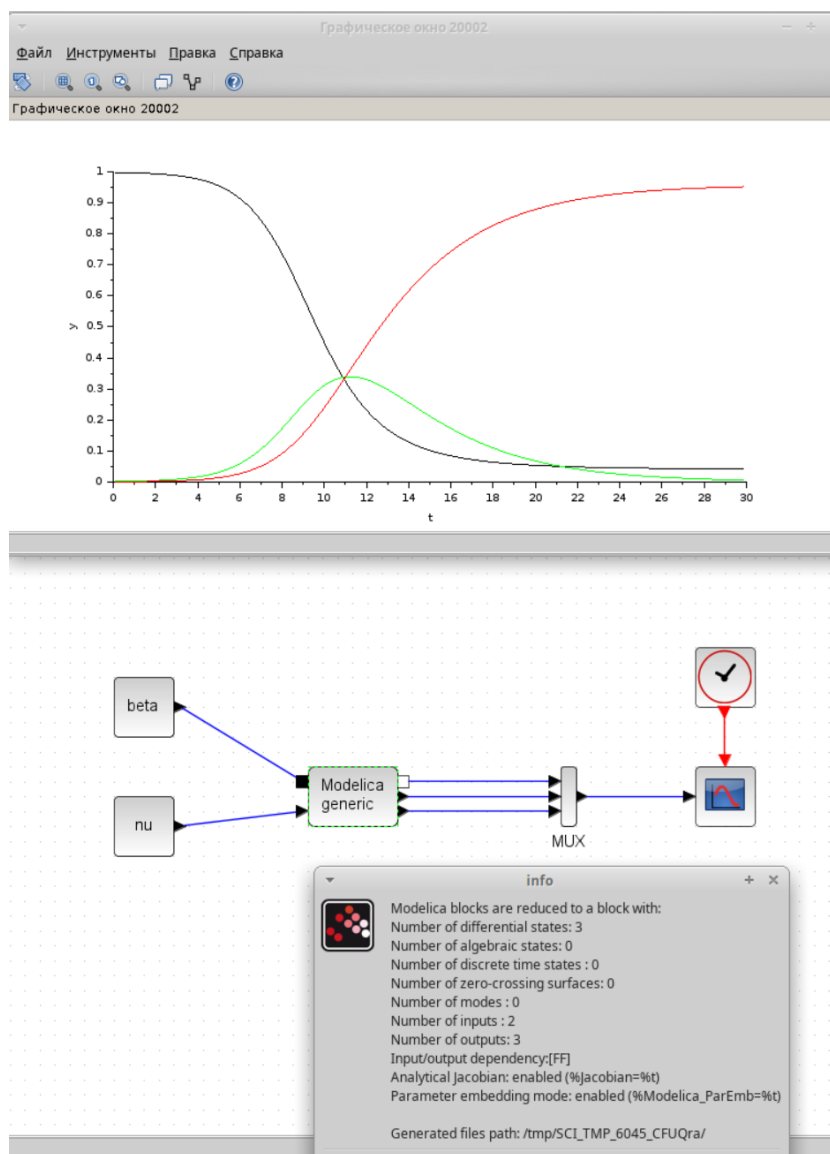 Графическое окно 20002
Файл Инструменты Правка Справка
Графическое окно 20002
1
0.9
0.8
0.7
0.6
0.5
0.4
0.3
0.2
0.1
0
y
0 2 4 6 8 10 12 14 16 18 20 22 24 26 28 30
t
beta
nu
Modelica
generic
MUX
info
Modelica blocks are reduced to a block with:
Number of differential states: 3
Number of algebraic states: 0
Number of discrete time states : 0
Number of zero-crossing surfaces: 0
Number of modes : 0
Number of inputs : 2
Number of outputs: 3
Input/output dependency:[FF]
Analytical Jacobian: enabled (%Jacobian=%t)
Parameter embedding mode: enabled (%Modelica_ParEmb=%t)
Generated files path: /tmp/SCI_TMP_6045_CFUQra/